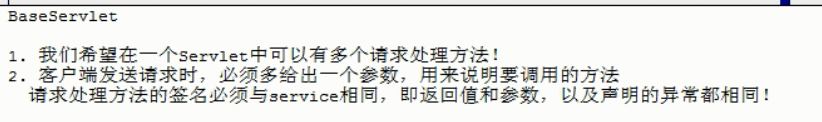 BaseServlet
1. 我们希望在一个Servlet中可以有多个请求处理方法！
2. 客户端发送请求时，必须多给出一个参数，用来说明要调用的方法
请求处理方法的签名必须与service相同，即返回值和参数，以及声明的异常都相同！